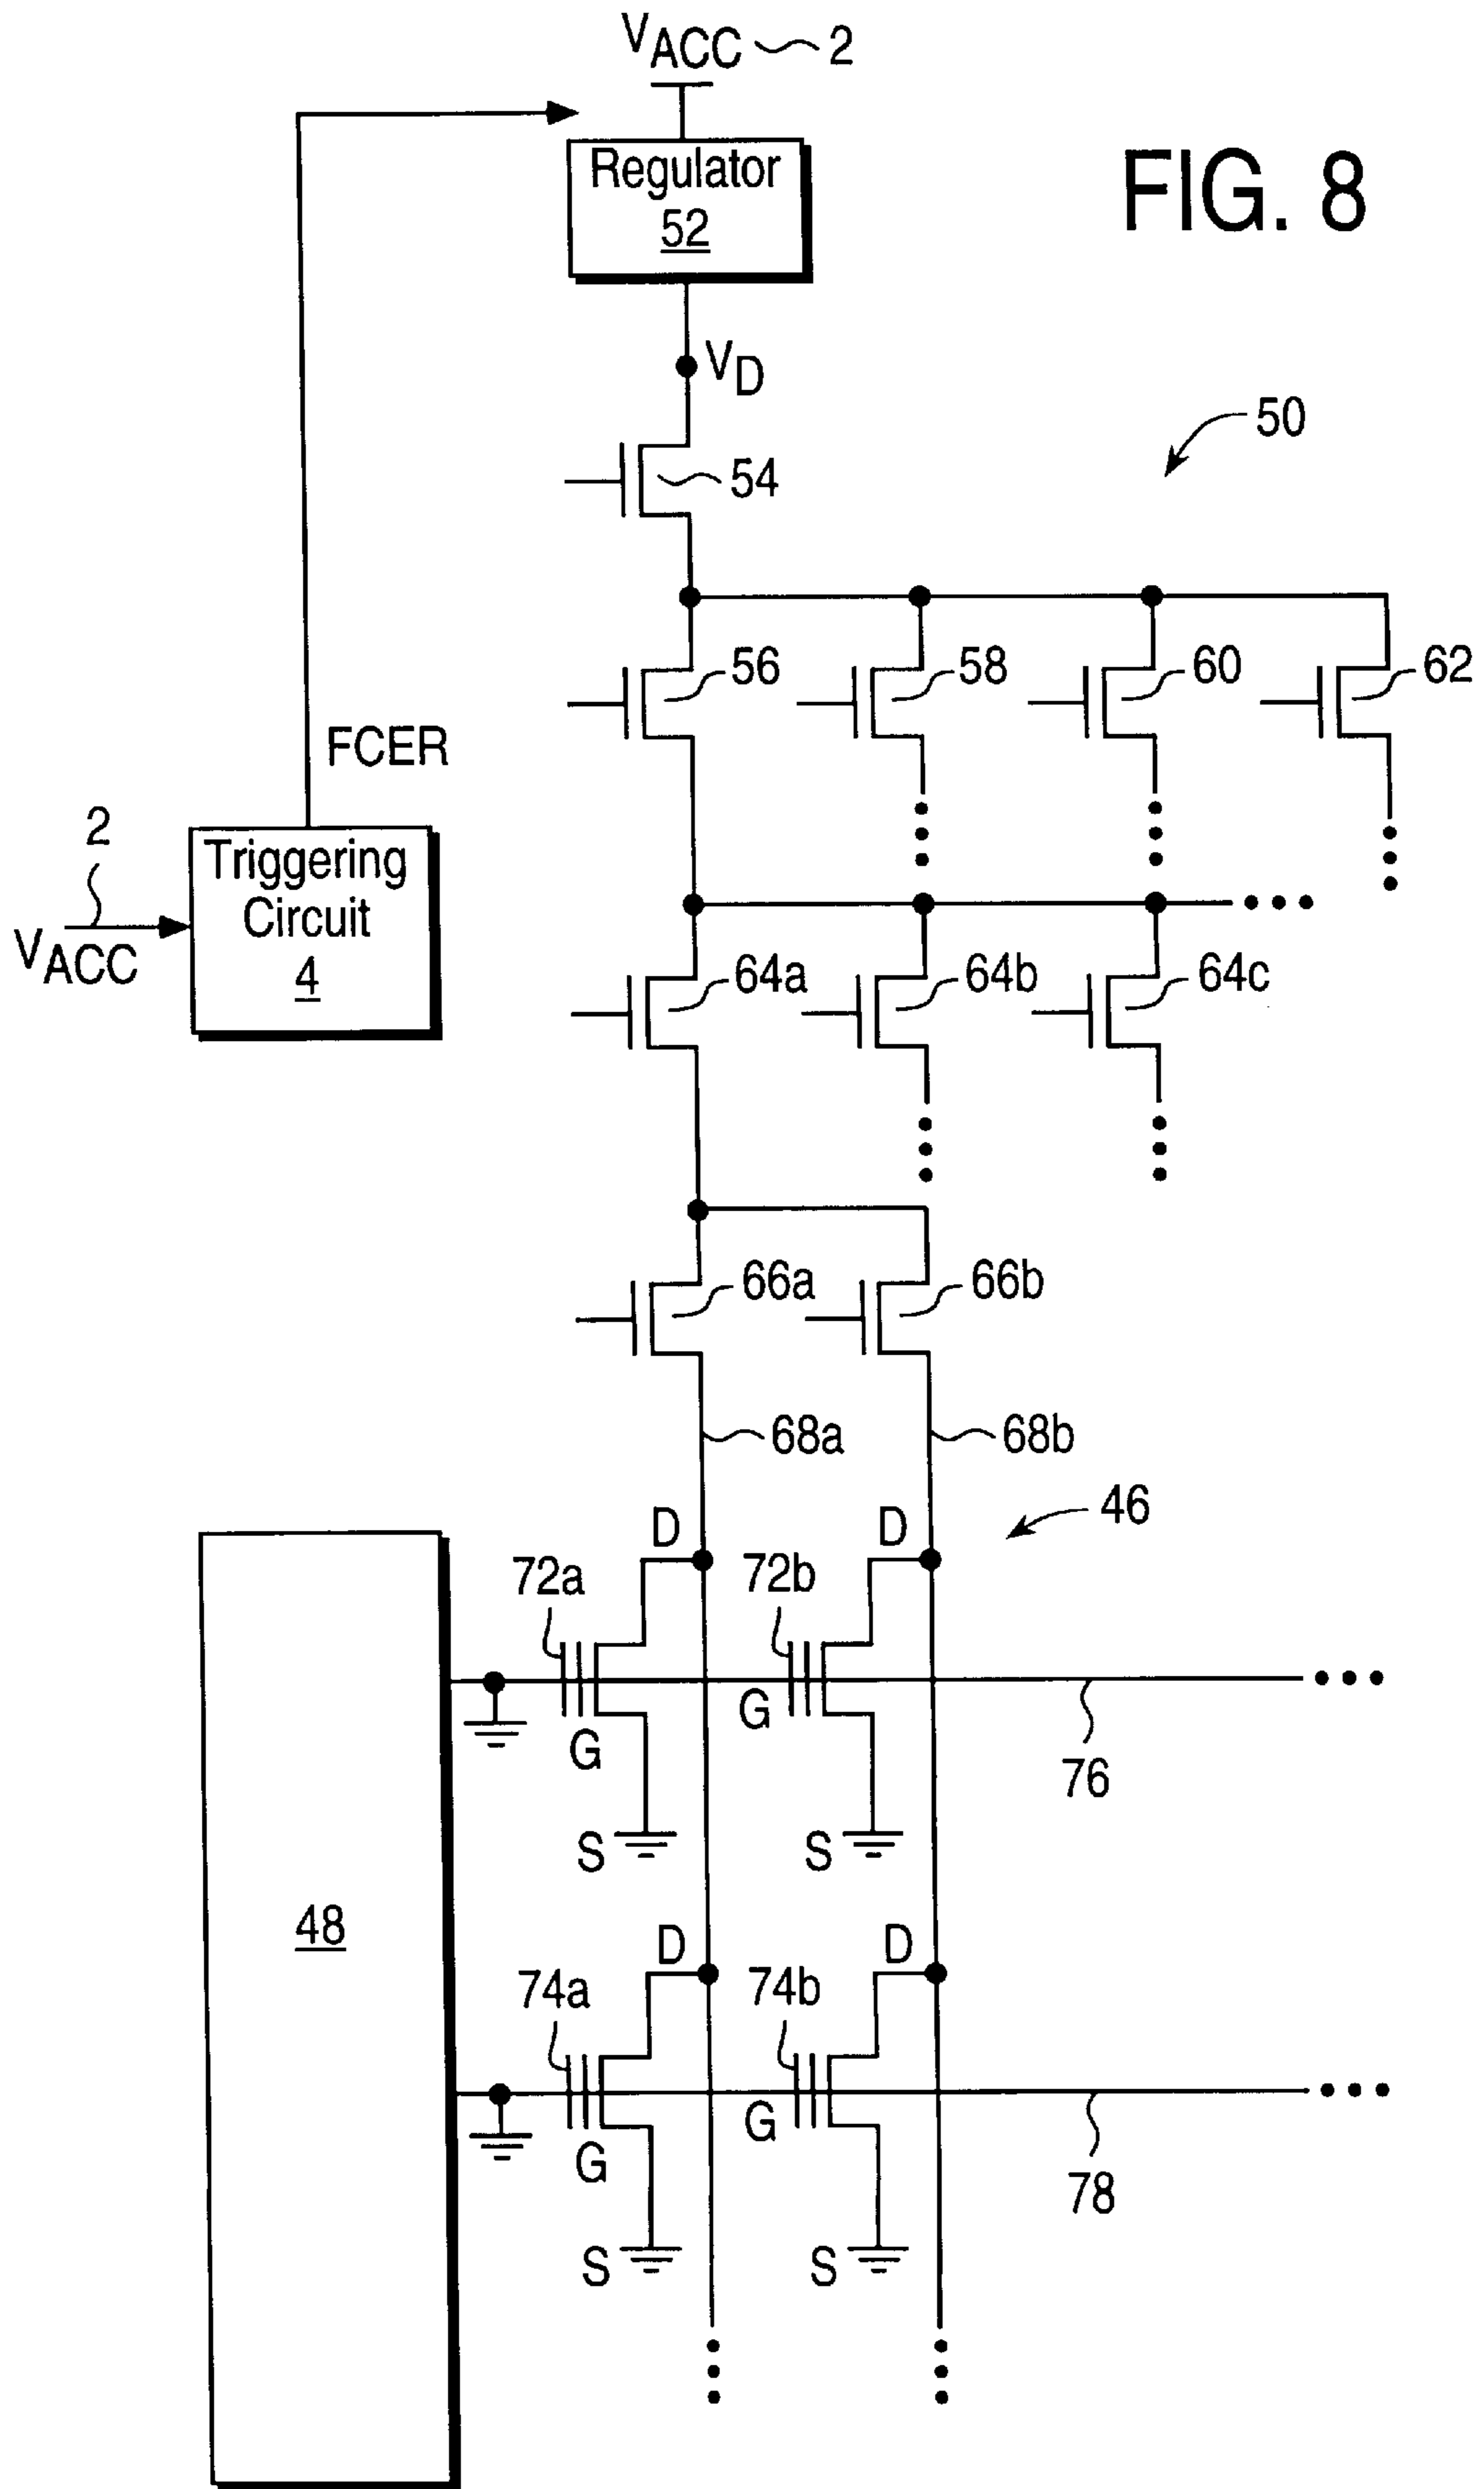 VACC 2
FIG. 8
Regulator
52
VD
50
54
56 58 60 62
FCER
2
Triggering
Circuit
4
VACC
64a 64b 64c
66a 66b
68a 68b
46
D D
72a 72b
G G
76
S S
48
D D
74a 74b
G G
78
S S